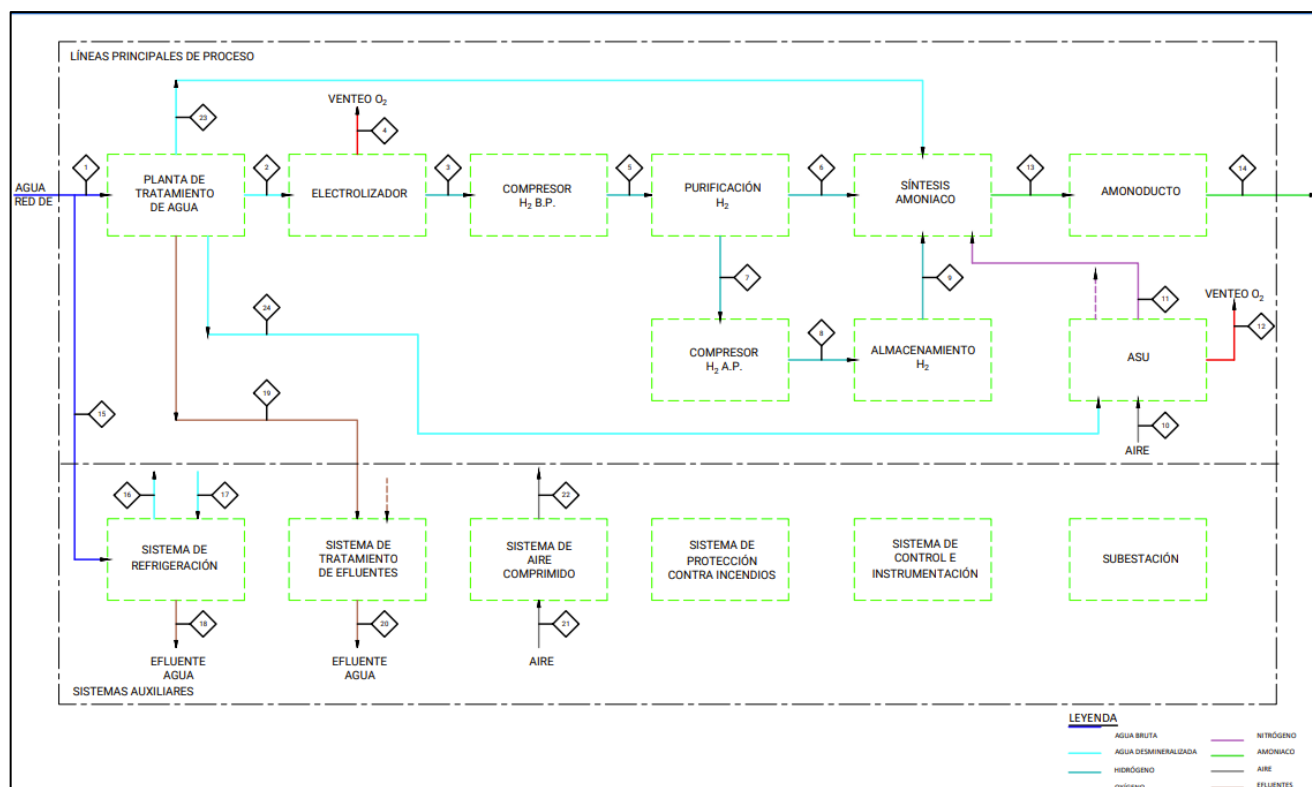 LÍNEAS PRINCIPALES DE PROCESO
VENTEO O₂
23
4
1
2
3
5
6
13
14
AGUA
RED DE
PLANTA DE
TRATAMIENTO
DE AGUA
ELECTROLIZADOR
COMPRESOR
H₂ B.P.
PURIFICACIÓN
H₂
SÍNTESIS
AMONIACO
AMONODUCTO
7
9
11
VENTEO O₂
12
24
COMPRESOR
H₂ A.P.
8
ALMACENAMIENTO
H₂
ASU
15
19
10
AIRE
16
17
22
SISTEMA DE
REFRIGERACIÓN
SISTEMA DE
TRATAMIENTO
DE EFLUENTES
SISTEMA DE
AIRE
COMPRIMIDO
SISTEMA DE
PROTECCIÓN
CONTRA INCENDIOS
SISTEMA DE
CONTROL E
INSTRUMENTACIÓN
SUBESTACIÓN
18
20
21
EFLUENTE
AGUA
EFLUENTE
AGUA
AIRE
SISTEMAS AUXILIARES
LEYENDA
AGUA BRUTA
NITRÓGENO
AGUA DESMINERALIZADA
AMONIACO
HIDRÓGENO
AIRE
OXÍGENO
EFLUENTES